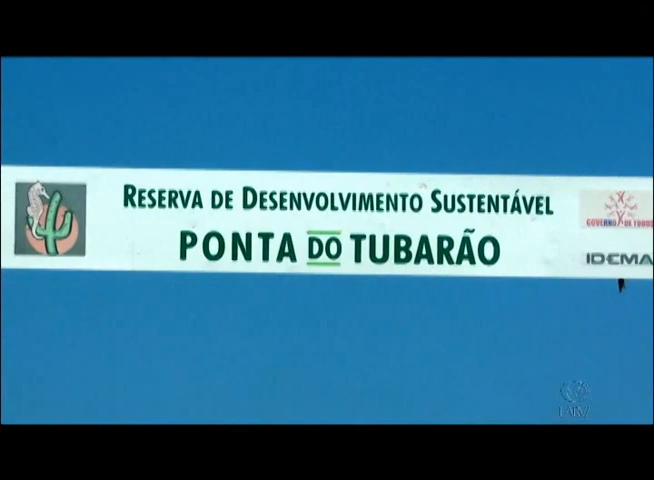 RESERVA DE DESENVOLVIMENTO SUSTENTÁVEL
PONTA DO TUBARÃO
GOVERNO DE TODOS
IDEMA